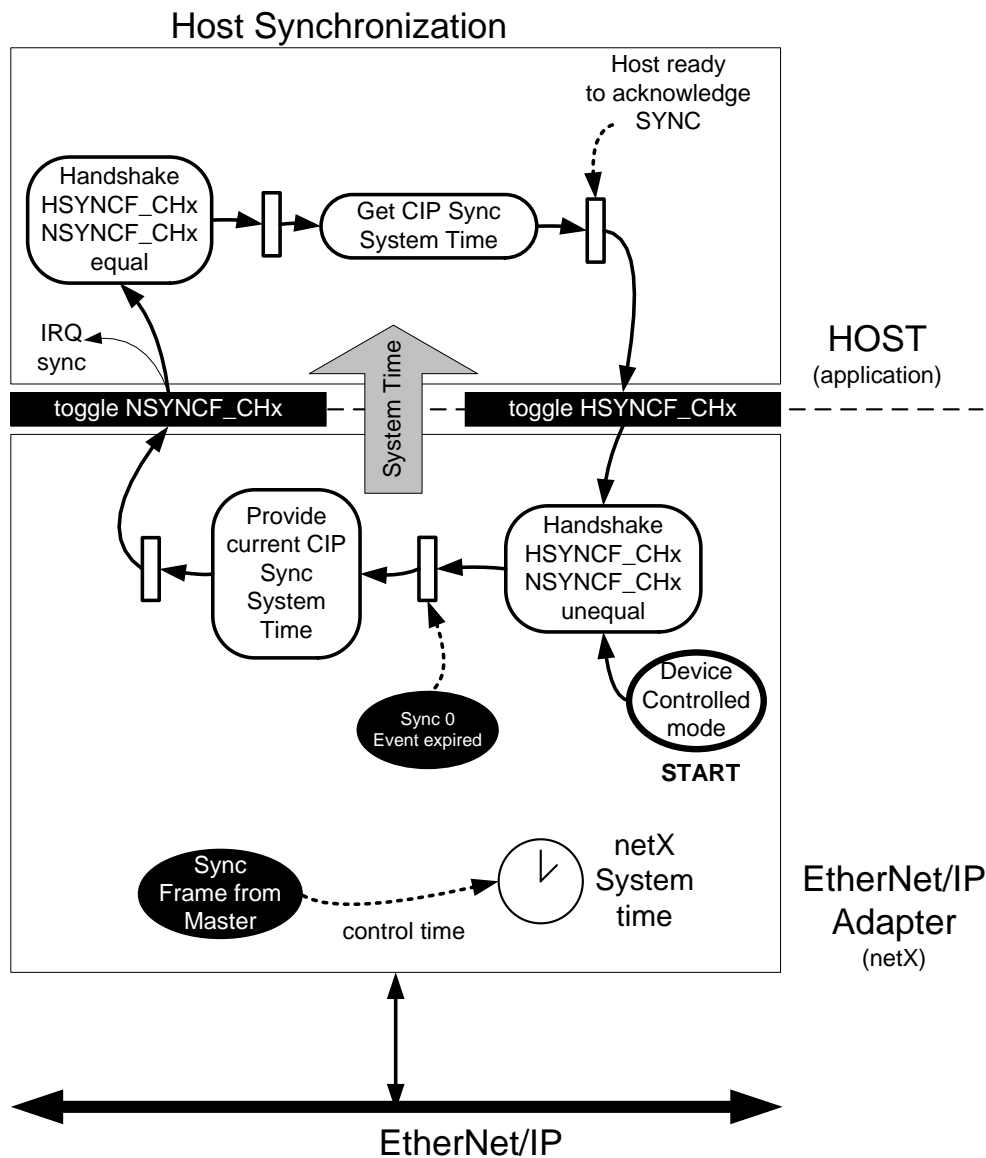 Host Synchronization
Host ready
to acknowledge
SYNC
Handshake
HSYNCF_CHx
NSYNCF_CHx
equal
Get CIP Sync
System Time
IRQ
sync
System Time
HOST
(application)
toggle NSYNCF_CHx
toggle HSYNCF_CHx
Provide
current CIP
Sync
System
Time
Handshake
HSYNCF_CHx
NSYNCF_CHx
unequal
Sync 0
Event expired
Device
Controlled
mode
START
Sync
Frame from
Master
control time
netX
System
time
EtherNet/IP
Adapter
(netX)
EtherNet/IP